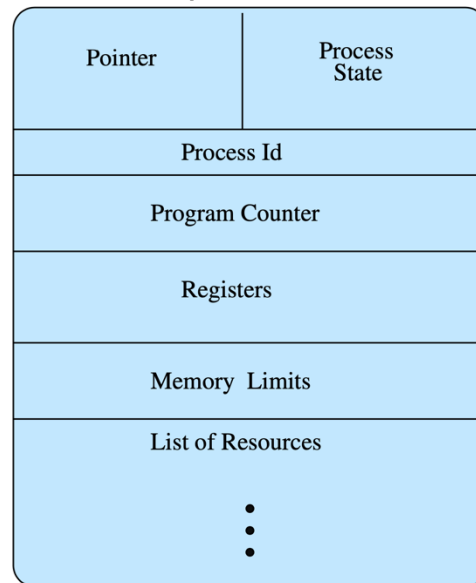 Pointer
Process
State
Process Id
Program Counter
Registers
Memory Limits
List of Resources